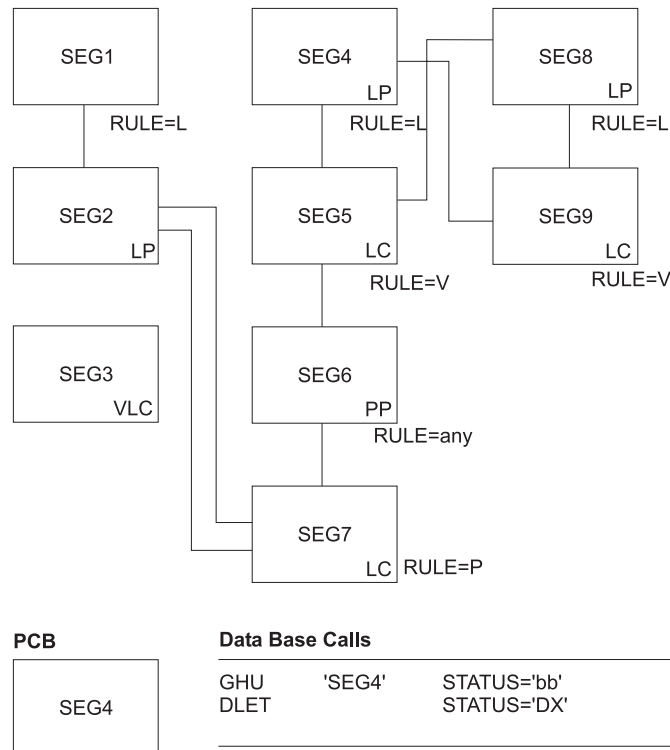 SEG1
SEG4
SEG8
LP
LP
RULE=L
RULE=L
RULE=L
SEG2
SEG5
SEG9
LP
LC
LC
RULE=V
RULE=V
SEG3
SEG6
VLC
PP
RULE=any
SEG7
LC
RULE=P
PCB
Data Base Calls
SEG4
GHU 'SEG4' STATUS='bb'
DLET STATUS='DX'